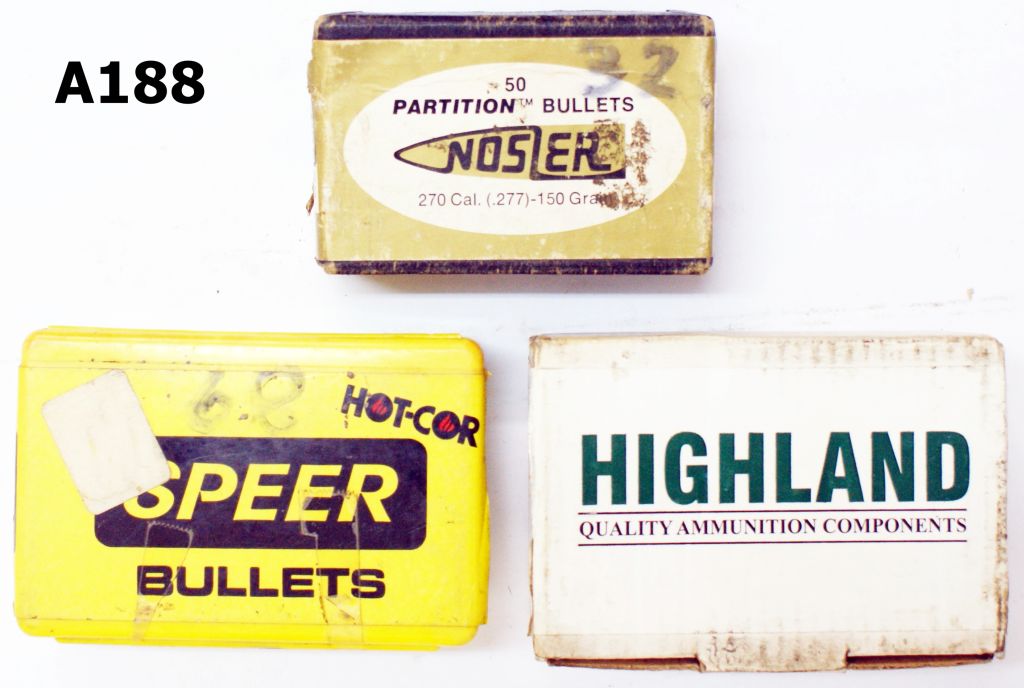 A188
32
50
PARTITION™ BULLETS
NOSLER
270 Cal. (.277)-150 Grain
68
HOT-COR
SPEER
BULLETS
HIGHLAND
QUALITY AMMUNITION COMPONENTS